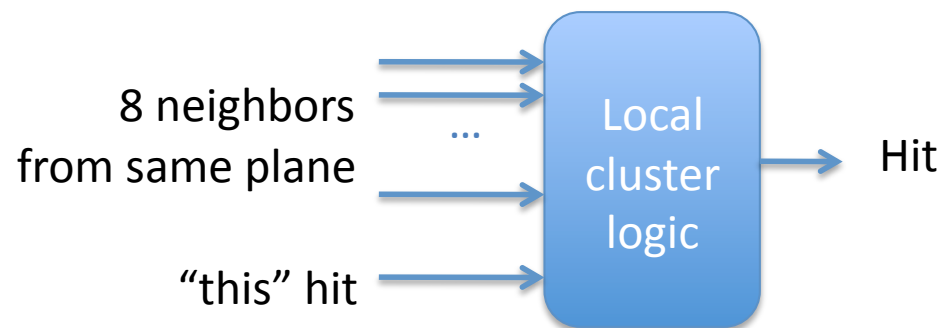 8 neighbors
from same plane
...
“this” hit
Local
cluster
logic
Hit